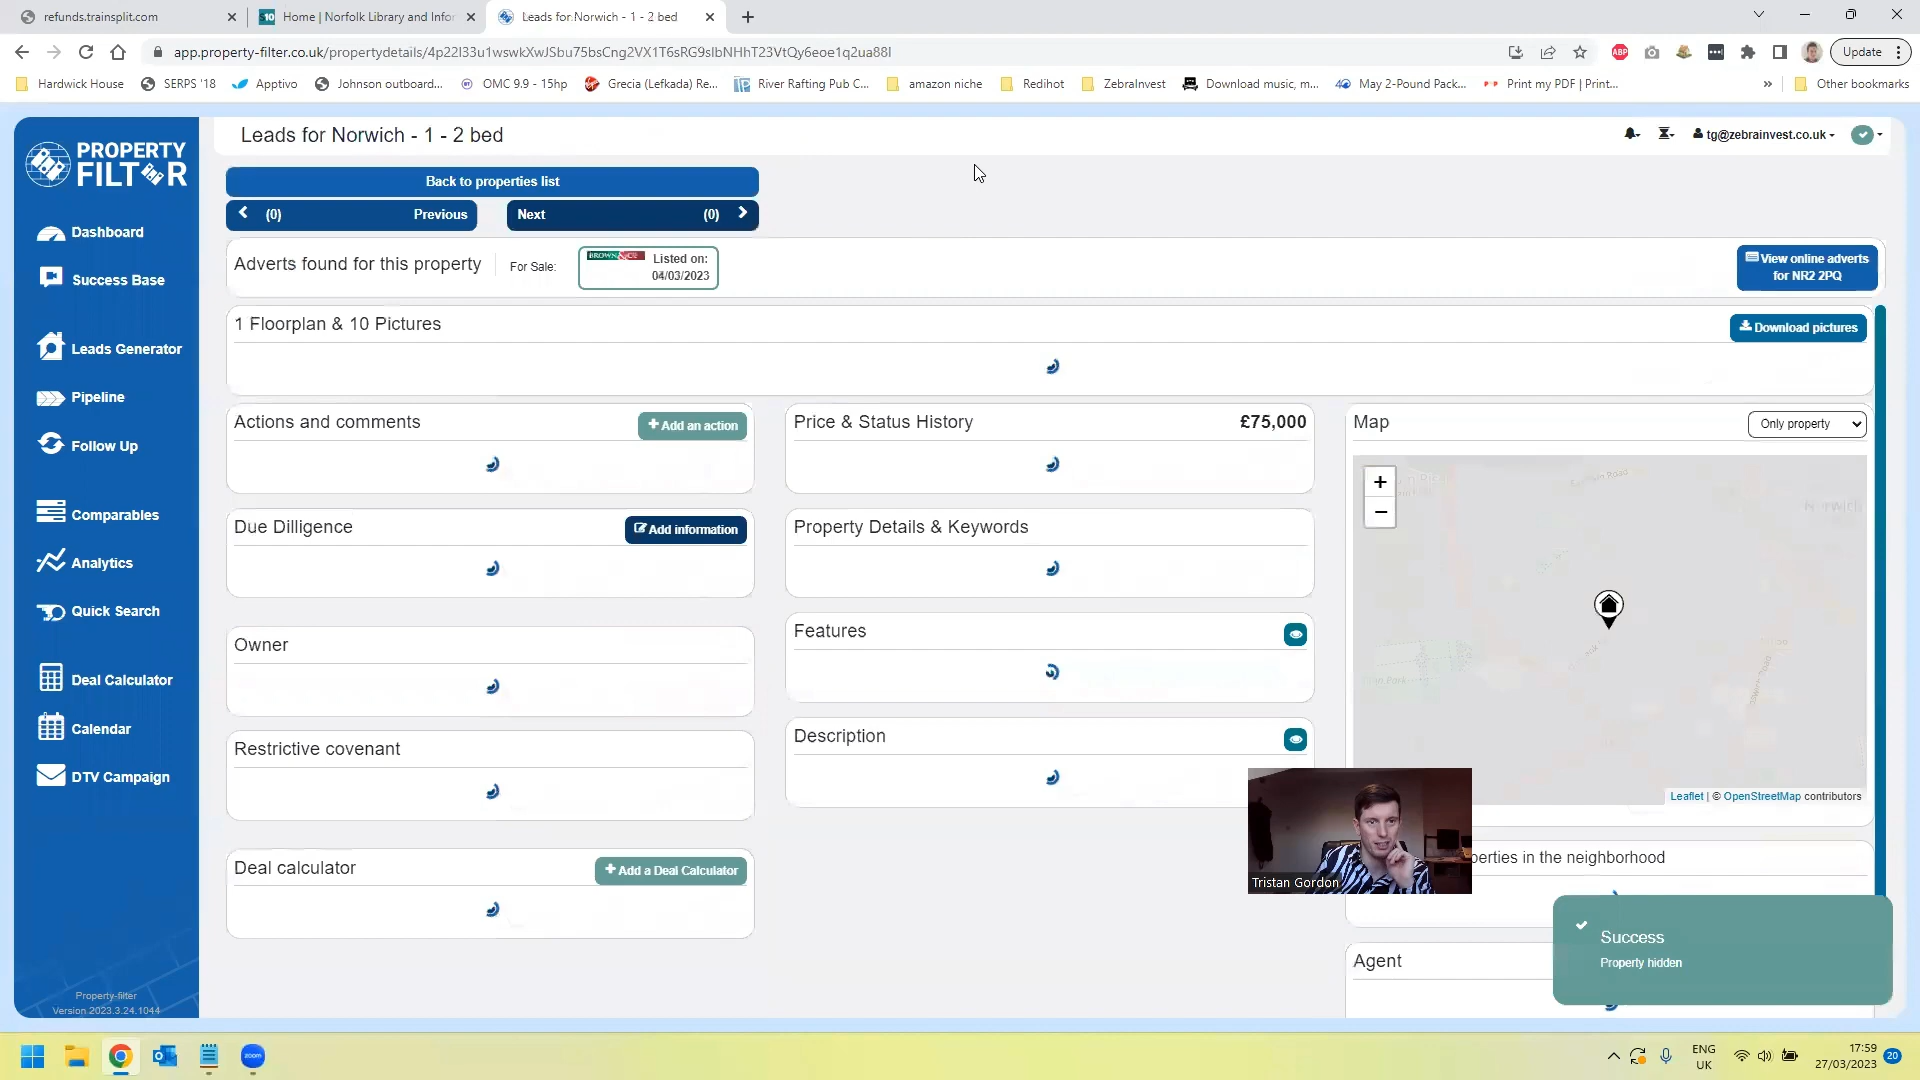 refunds.trainsplit.com
Home | Norfolk Library and Infor
Leads for Norwich - 1 - 2 bed
app.property-filter.co.uk/propertydetails/4p22l33u1wswkXwJSbu75bsCng2VX1T6sRG9slbNHhT23VtQy6eoe1q2ua88I
Update
Hardwick House
SERPS '18
Apptivo
Johnson outboard...
OMC 9.9 - 15hp
Grecia (Lefkada) Re...
River Rafting Pub C...
amazon niche
Redihot
ZebraInvest
Download music, m...
May 2-Pound Pack...
Print my PDF | Print...
Other bookmarks
PROPERTY
FILTER
Leads for Norwich - 1 - 2 bed
tg@zebrainvest.co.uk
Back to properties list
(0) Previous
Next (0)
Dashboard
Success Base
Leads Generator
Pipeline
Follow Up
Comparables
Analytics
Quick Search
Deal Calculator
Calendar
DTV Campaign
Property-filter
Version 2023.3.24.1044
Adverts found for this property
For Sale:
BROWN&CO
Listed on:
04/03/2023
View online adverts
for NR2 2PQ
1 Floorplan & 10 Pictures
Download pictures
Actions and comments
Add an action
Due Dilligence
Add information
Owner
Restrictive covenant
Deal calculator
Add a Deal Calculator
Price & Status History
£75,000
Property Details & Keywords
Features
Description
Map
Only property
+
−
Norwich
Leaflet | © OpenStreetMap contributors
perties in the neighborhood
Agent
Tristan Gordon
Success
Property hidden
zoom
ENG
UK
17:59
27/03/2023
20